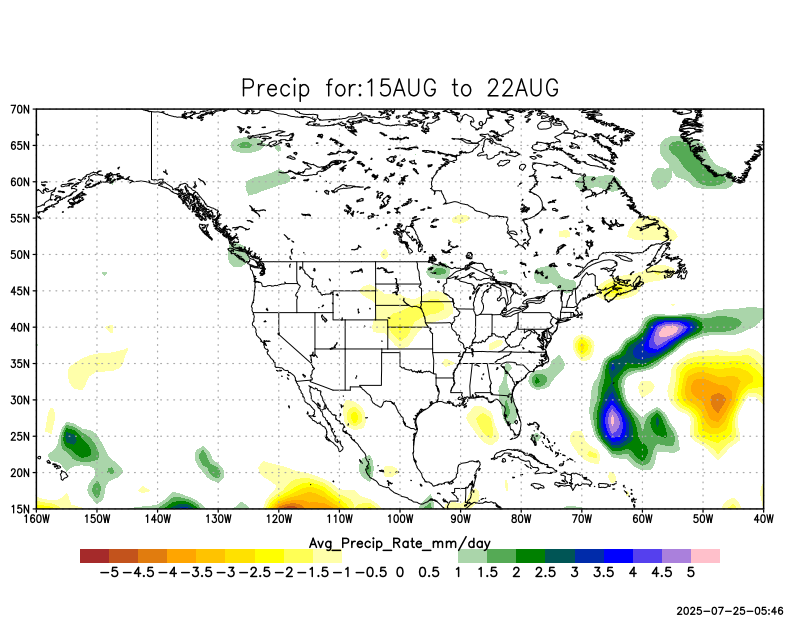 Precip for:15AUG to 22AUG
70N
65N
60N
55N
50N
45N
40N
35N
30N
25N
20N
15N
160W 150W 140W 130W 120W 110W 100W 90W 80W 70W 60W 50W 40W
Avg_Precip_Rate_mm/day
-5 -4.5 -4 -3.5 -3 -2.5 -2 -1.5 -1 -0.5 0 0.5 1 1.5 2 2.5 3 3.5 4 4.5 5
2025-07-25-05:46